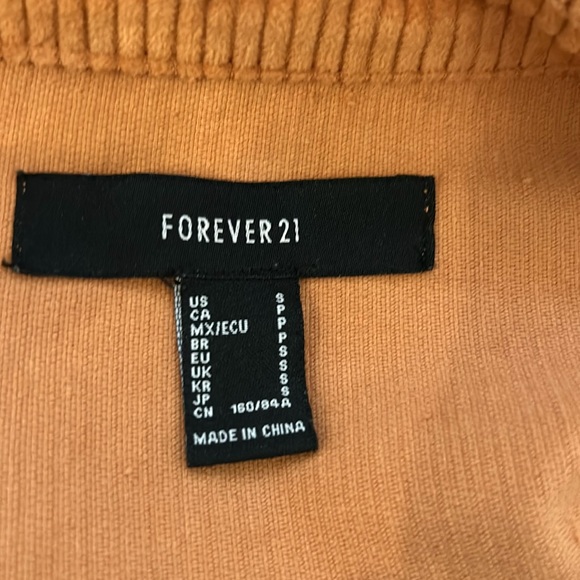 FOREVER 21
US S
CA P
MX/ECU P
BR P
EU S
UK S
KR S
JP S
CN 160/84A
MADE IN CHINA